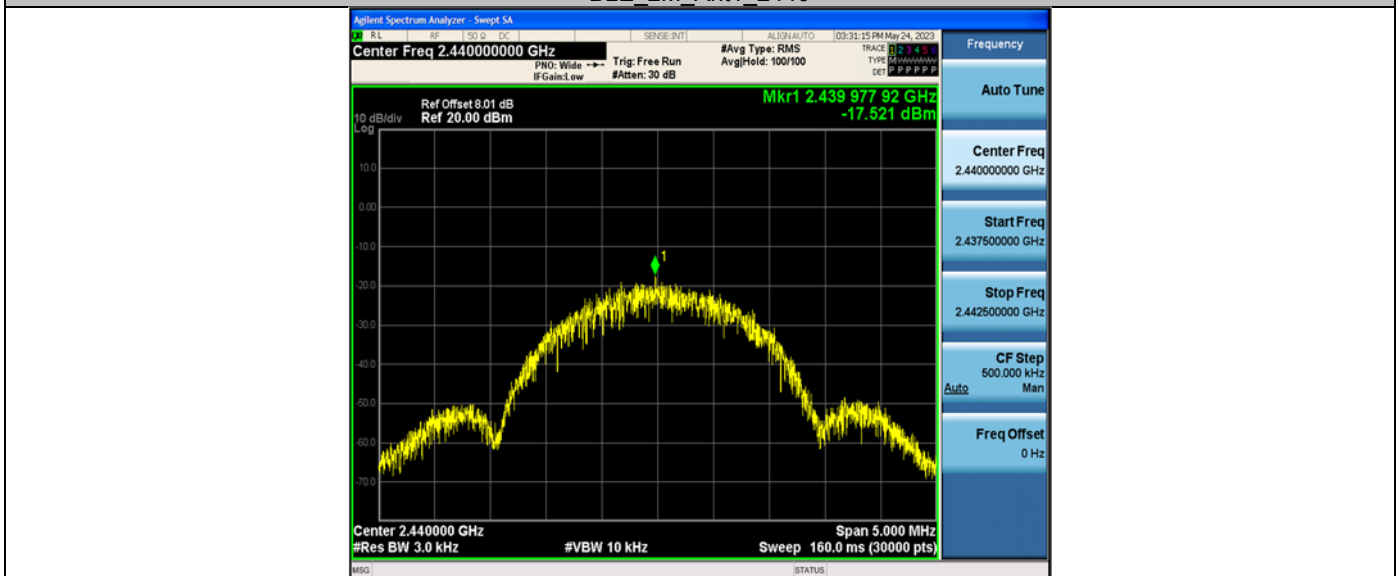 Agilent Spectrum Analyzer - Swept SA
RL RF 50 Ω DC SENSE:INT ALIGN AUTO 03:31:15 PM May 24, 2023
Center Freq 2.440000000 GHz
PNO: Wide
IFGain:Low
Trig: Free Run
#Atten: 30 dB
#Avg Type: RMS
Avg|Hold: 100/100
TRACE 1 2 3 4 5 6
TYPE M
DET P P P P P P
Ref Offset 8.01 dB
10 dB/div Ref 20.00 dBm
Log
Mkr1 2.439 977 92 GHz
-17.521 dBm
10.0
0.00
-10.0
1
-20.0
-30.0
-40.0
-50.0
-60.0
-70.0
Center 2.440000 GHz Span 5.000 MHz
#Res BW 3.0 kHz #VBW 10 kHz Sweep 160.0 ms (30000 pts)
MSG STATUS
Frequency
Auto Tune
Center Freq
2.440000000 GHz
Start Freq
2.437500000 GHz
Stop Freq
2.442500000 GHz
CF Step
500.000 kHz
Auto Man
Freq Offset
0 Hz